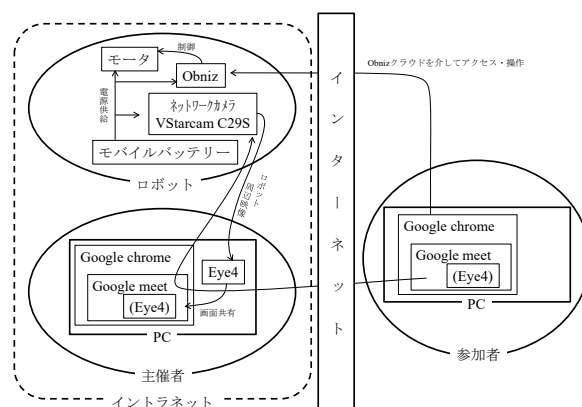 モータ
制御
Obniz
電源供給
ネットワークカメラ
VStarcam C29S
モバイルバッテリー
ロボット
ロボット
周辺映像
Google chrome
Google meet
(Eye4)
Eye4
画面共有
PC
主催者
イントラネット
インターネット
Obnizクラウドを介してアクセス・操作
Google chrome
Google meet
(Eye4)
PC
参加者